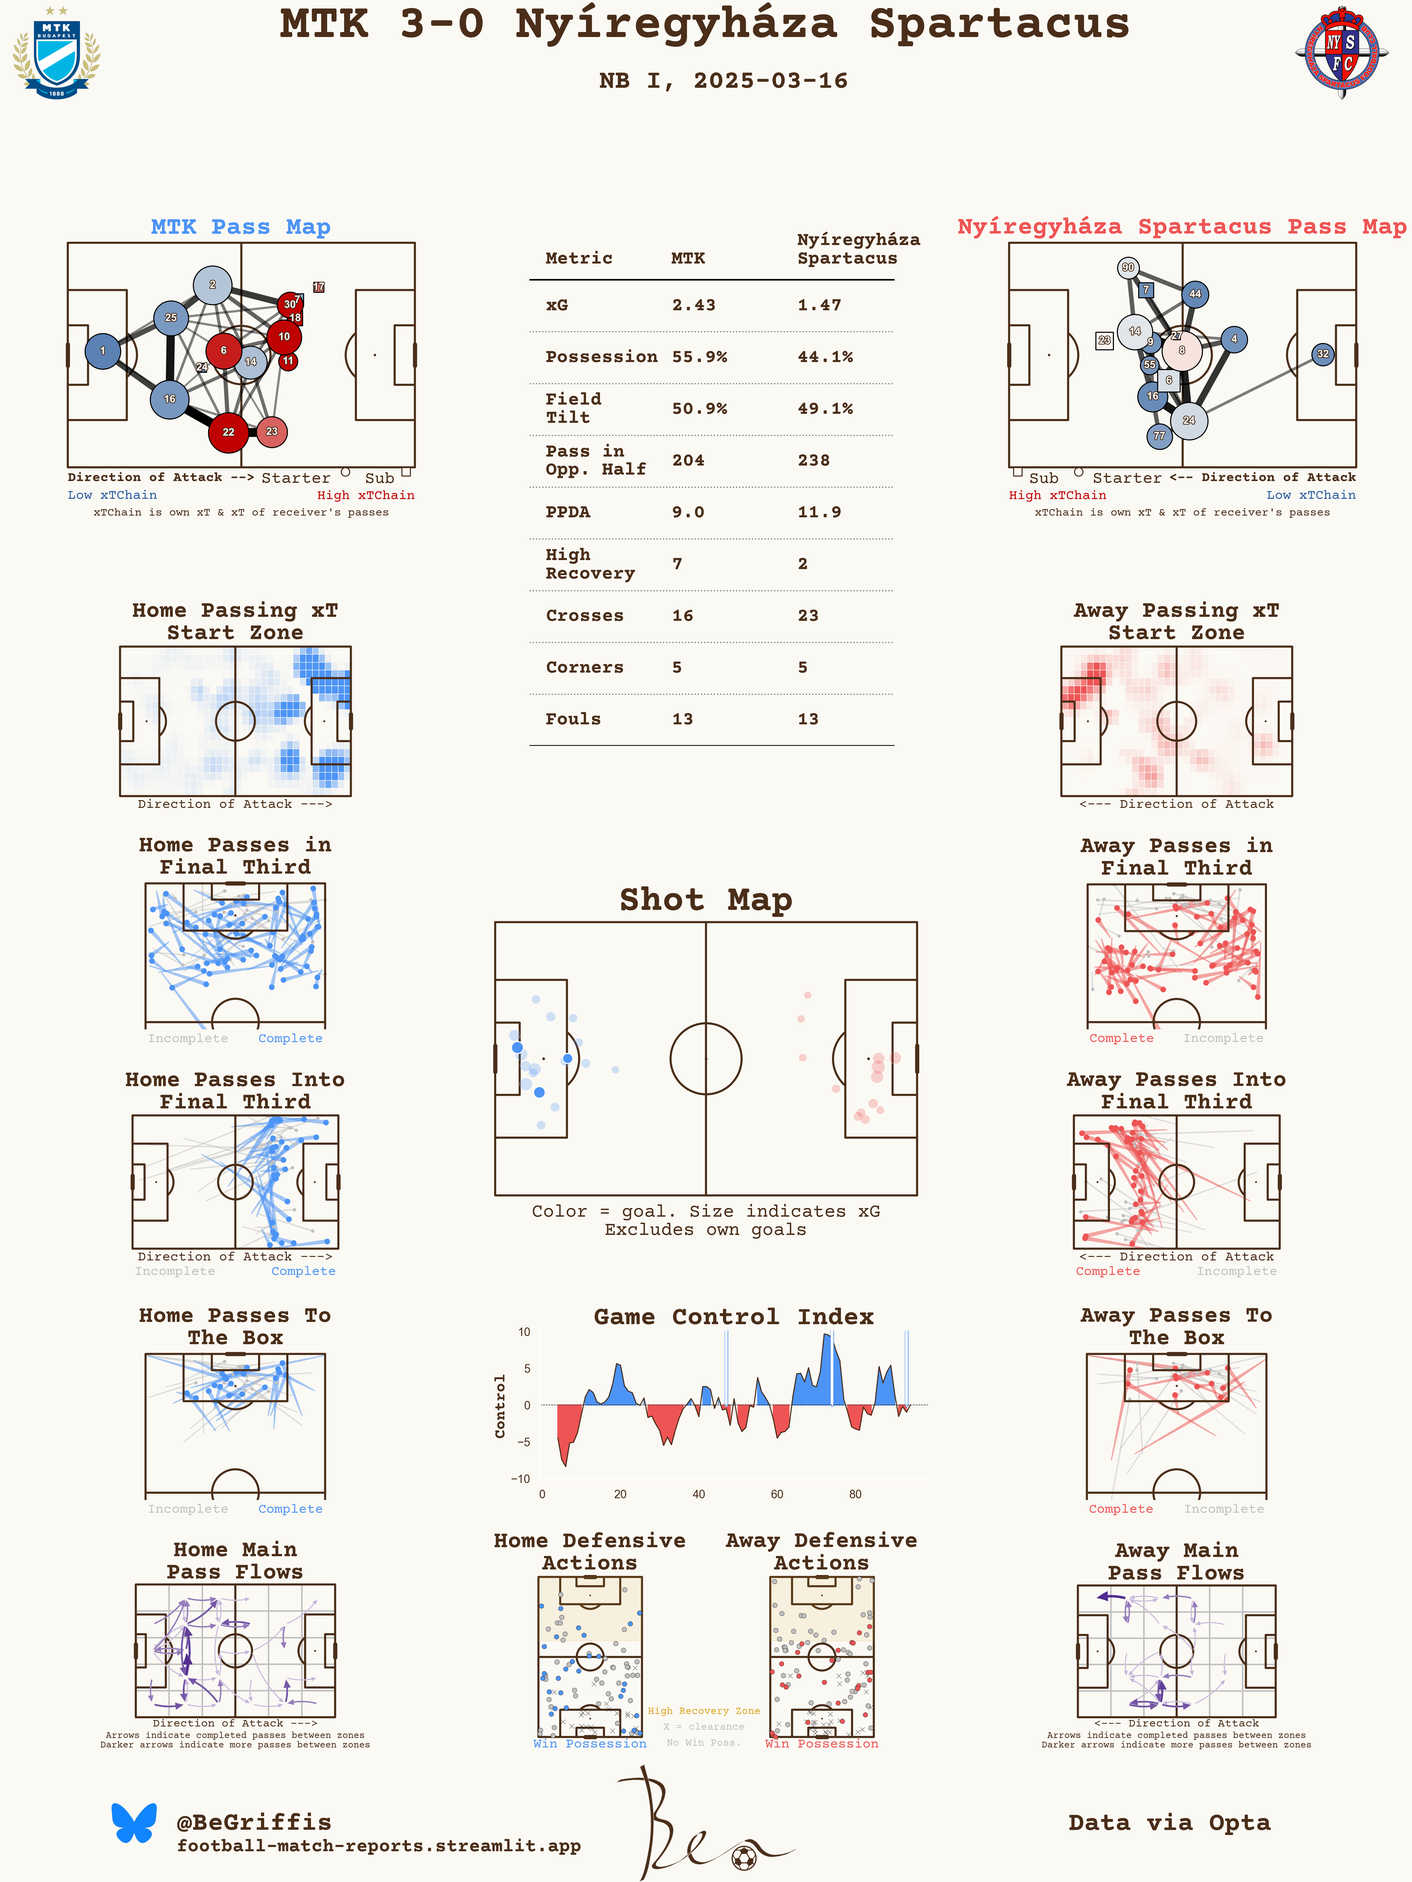 MTK 3-0 Nyíregyháza Spartacus
NB I, 2025-03-16
MTK
BUDAPEST
1888
NY S
F C
MTK Pass Map
2
30
7
17
18
25
10
1
6
14
11
24
16
22
23
Direction of Attack --> Starter Sub
Low xTChain High xTChain
xTChain is own xT & xT of receiver's passes
Metric MTK Nyíregyháza
Spartacus
xG 2.43 1.47
Possession 55.9% 44.1%
Field
Tilt 50.9% 49.1%
Pass in
Opp. Half 204 238
PPDA 9.0 11.9
High
Recovery 7 2
Crosses 16 23
Corners 5 5
Fouls 13 13
Nyíregyháza Spartacus Pass Map
90
7
44
14
27
23
9
8
4
32
55
6
16
24
77
Sub Starter <-- Direction of Attack
High xTChain Low xTChain
xTChain is own xT & xT of receiver's passes
Home Passing xT
Start Zone
Direction of Attack --->
Away Passing xT
Start Zone
<--- Direction of Attack
Home Passes in
Final Third
Incomplete Complete
Away Passes in
Final Third
Complete Incomplete
Shot Map
Color = goal. Size indicates xG
Excludes own goals
Home Passes Into
Final Third
Direction of Attack --->
Incomplete Complete
Away Passes Into
Final Third
<--- Direction of Attack
Complete Incomplete
Home Passes To
The Box
Incomplete Complete
Game Control Index
Control
10
5
0
−5
−10
0 20 40 60 80
Away Passes To
The Box
Complete Incomplete
Home Main
Pass Flows
Direction of Attack --->
Arrows indicate completed passes between zones
Darker arrows indicate more passes between zones
Home Defensive
Actions
Win Possession
High Recovery Zone
X = clearance
No Win Poss.
Away Defensive
Actions
Win Possession
Away Main
Pass Flows
<--- Direction of Attack
Arrows indicate completed passes between zones
Darker arrows indicate more passes between zones
@BeGriffis
football-match-reports.streamlit.app
Ben
Data via Opta